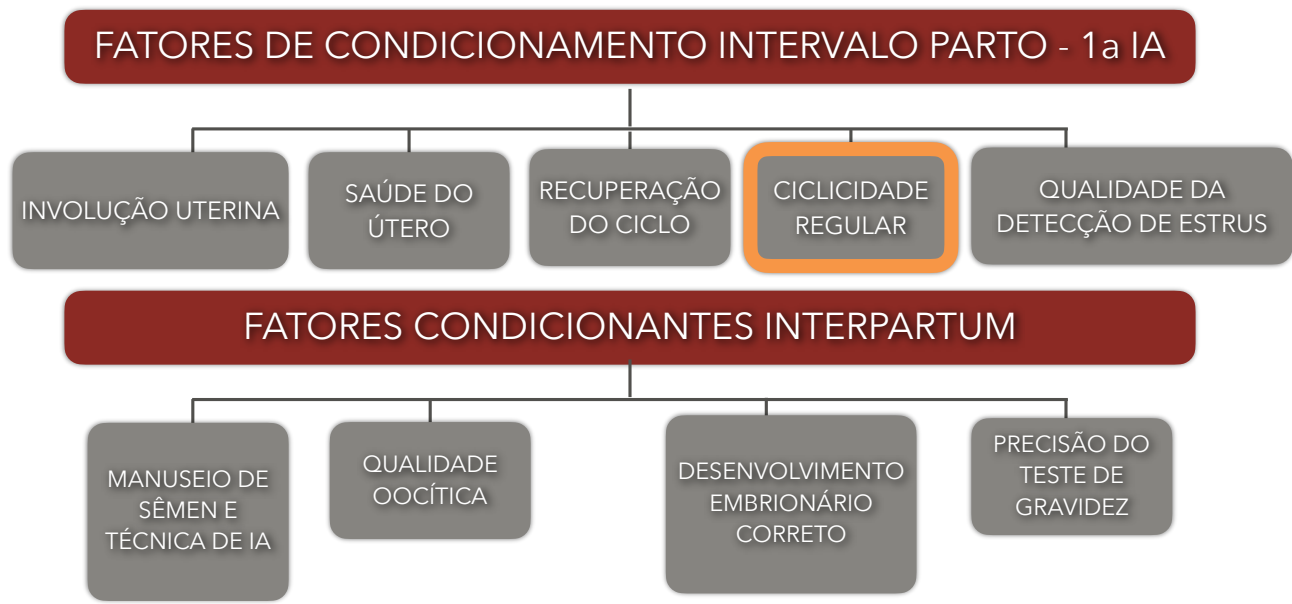 FATORES DE CONDICIONAMENTO INTERVALO PARTO - 1a IA
INVOLUÇÃO UTERINA
SAÚDE DO
ÚTERO
RECUPERAÇÃO
DO CICLO
CICLICIDADE
REGULAR
QUALIDADE DA
DETECÇÃO DE ESTRUS
FATORES CONDICIONANTES INTERPARTUM
MANUSEIO DE
SÊMEN E
TÉCNICA DE IA
QUALIDADE
OOCÍTICA
DESENVOLVIMENTO
EMBRIONÁRIO
CORRETO
PRECISÃO DO
TESTE DE
GRAVIDEZ